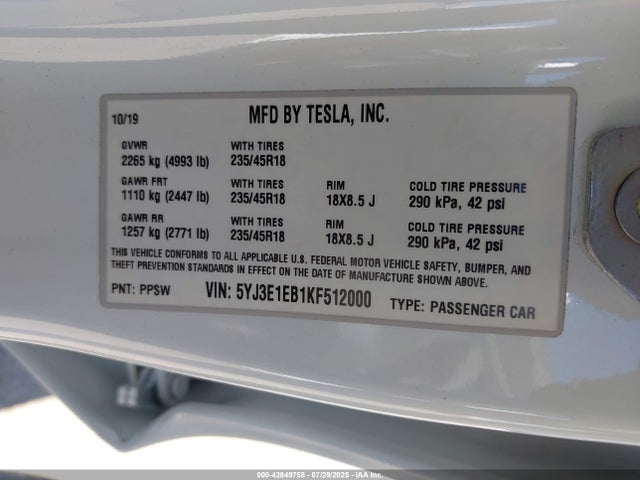 10/19 MFD BY TESLA, INC.
GVWR WITH TIRES
2265 kg (4993 lb) 235/45R18
GAWR FRT WITH TIRES RIM COLD TIRE PRESSURE
1110 kg (2447 lb) 235/45R18 18X8.5 J 290 kPa, 42 psi
GAWR RR WITH TIRES RIM COLD TIRE PRESSURE
1257 kg (2771 lb) 235/45R18 18X8.5 J 290 kPa, 42 psi
THIS VEHICLE CONFORMS TO ALL APPLICABLE U.S. FEDERAL MOTOR VEHICLE SAFETY, BUMPER, AND
THEFT PREVENTION STANDARDS IN EFFECT ON THE DATE OF MANUFACTURE SHOWN ABOVE.
PNT: PPSW VIN: 5YJ3E1EB1KF512000 TYPE: PASSENGER CAR
000-42849758 - 07/29/2025 - IAAI.COM